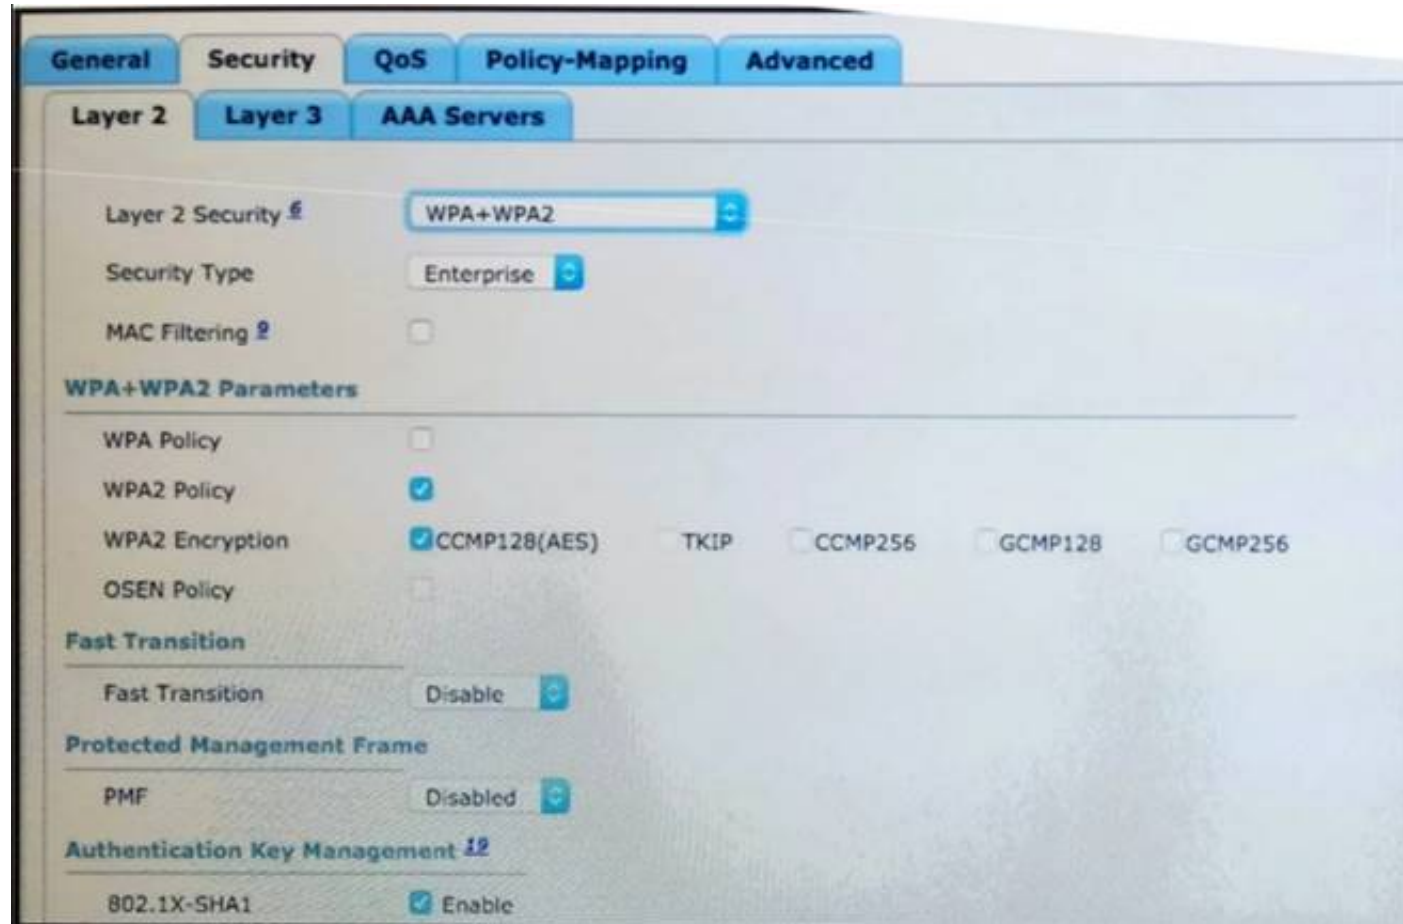 General Security QoS Policy-Mapping Advanced
Layer 2 Layer 3 AAA Servers
Layer 2 Security 6 WPA+WPA2
Security Type Enterprise
MAC Filtering 9
WPA+WPA2 Parameters
WPA Policy
WPA2 Policy
WPA2 Encryption CCMP128(AES) TKIP CCMP256 GCMP128 GCMP256
OSEN Policy
Fast Transition
Fast Transition Disable
Protected Management Frame
PMF Disabled
Authentication Key Management 19
802.1X-SHA1 Enable